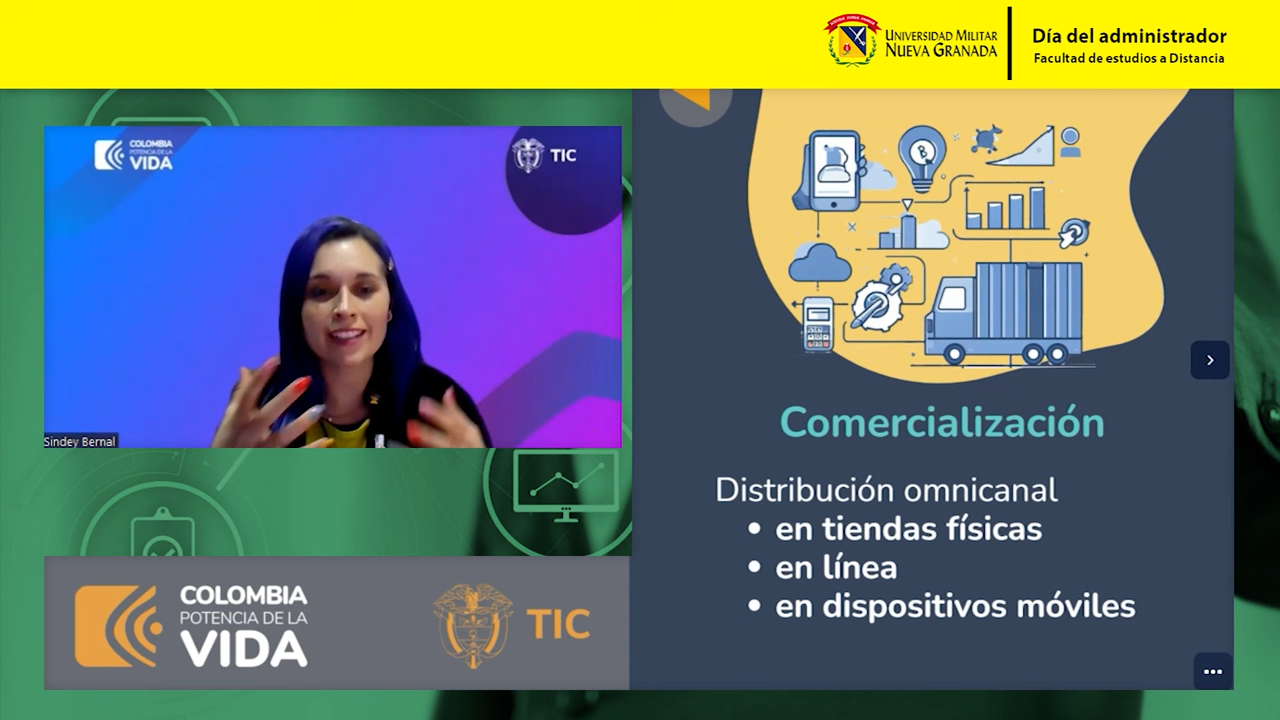 UNIVERSIDAD MILITAR
NUEVA GRANADA
Día del administrador
Facultad de estudios a Distancia
COLOMBIA
POTENCIA DE LA
VIDA
TIC
Sindey Bernal
Comercialización
Distribución omnicanal
• en tiendas físicas
• en línea
• en dispositivos móviles
COLOMBIA
POTENCIA DE LA
VIDA
TIC